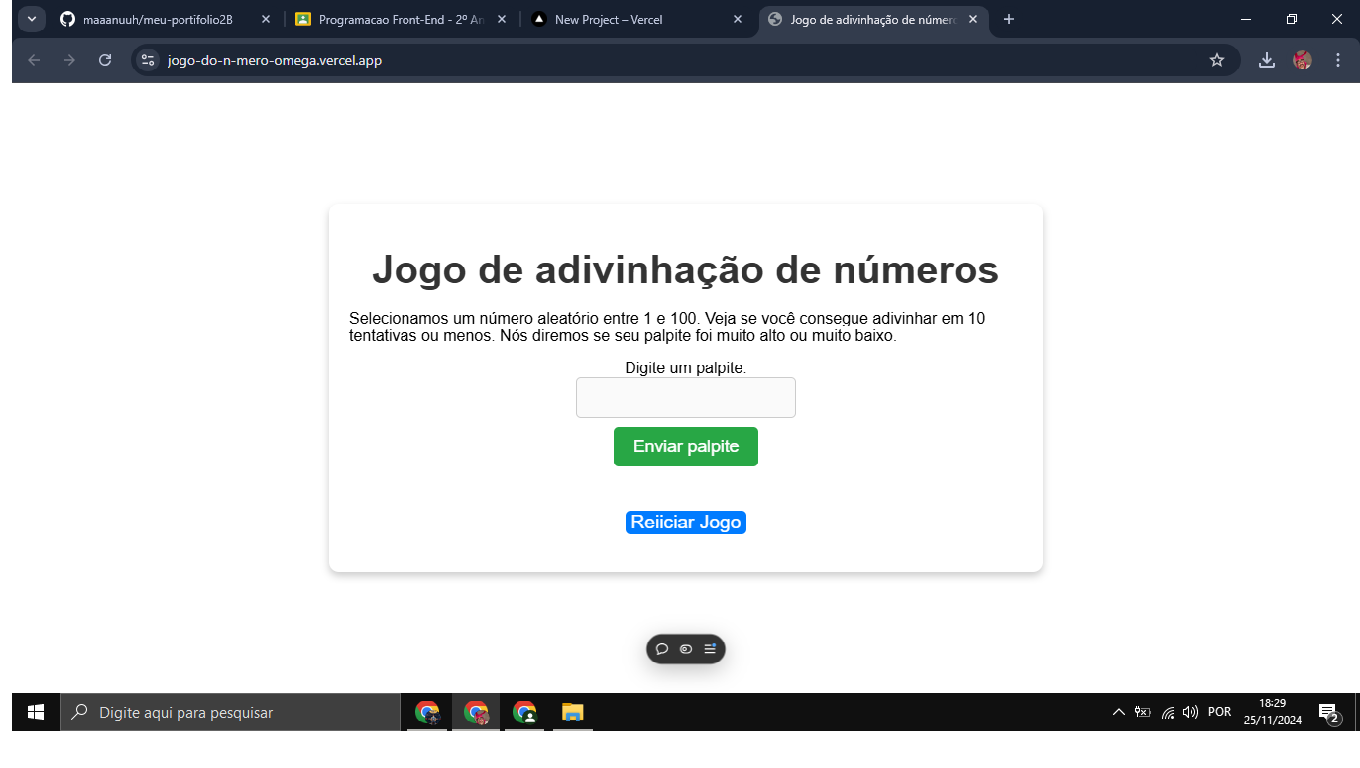 maaanuuh/meu-portifolio2B
Programacao Front-End - 2º An
New Project – Vercel
Jogo de adivinhação de número
jogo-do-n-mero-omega.vercel.app
Jogo de adivinhação de números
Selecionamos um número aleatório entre 1 e 100. Veja se você consegue adivinhar em 10
tentativas ou menos. Nós diremos se seu palpite foi muito alto ou muito baixo.
Digite um palpite.
Enviar palpite
Reiiciar Jogo
Digite aqui para pesquisar
POR
18:29
25/11/2024
2